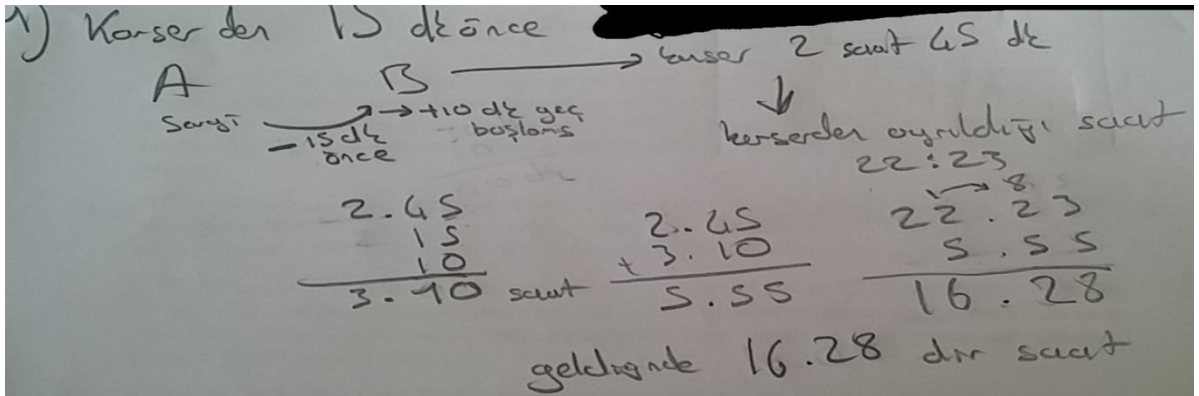 1) Konser den 15 dk önce
konser 2 saat 45 dk
A B
Sergi → +10 dk geç
başlamış
-15 dk
önce
konserden ayrıldığı saat
22:23
8
2.45 2.45 22.23
15 + 3.10 5.55
10
3.10 saat 5.55 16.28
geldiğinde 16.28 dir saat